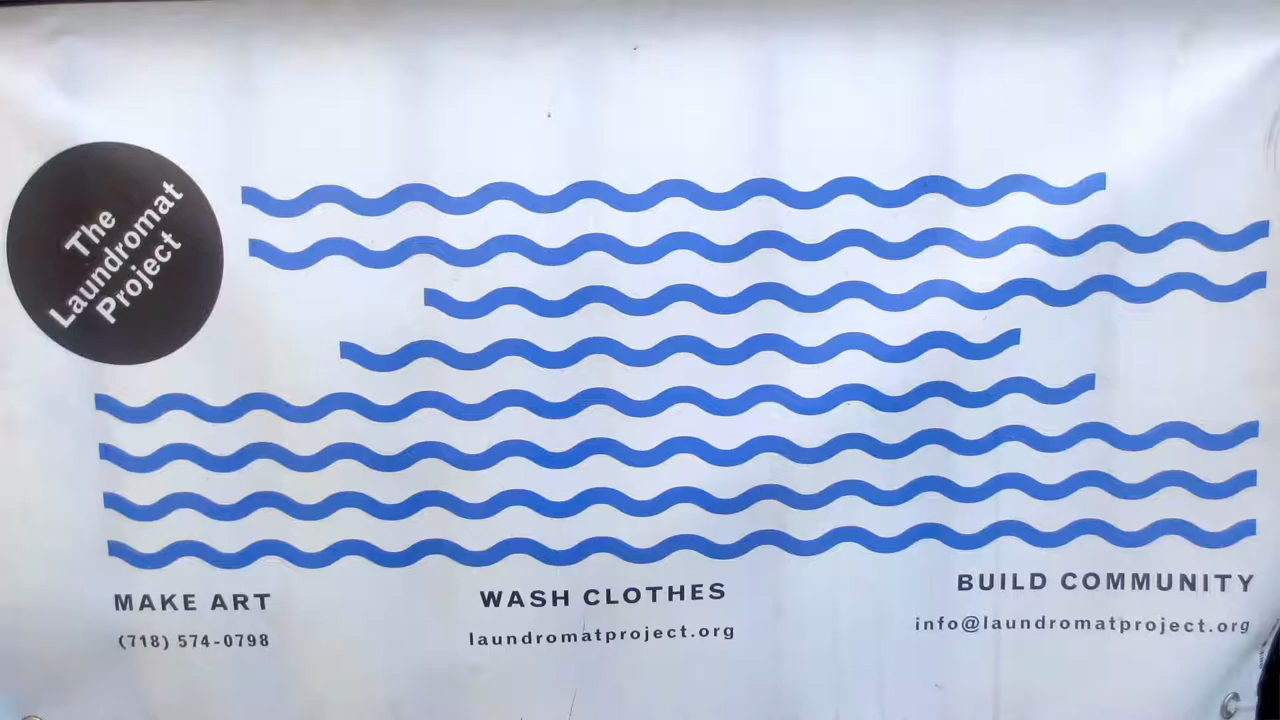 The
Laundromat
Project
MAKE ART
WASH CLOTHES
BUILD COMMUNITY
(718) 574-0798
laundromatproject.org
info@laundromatproject.org